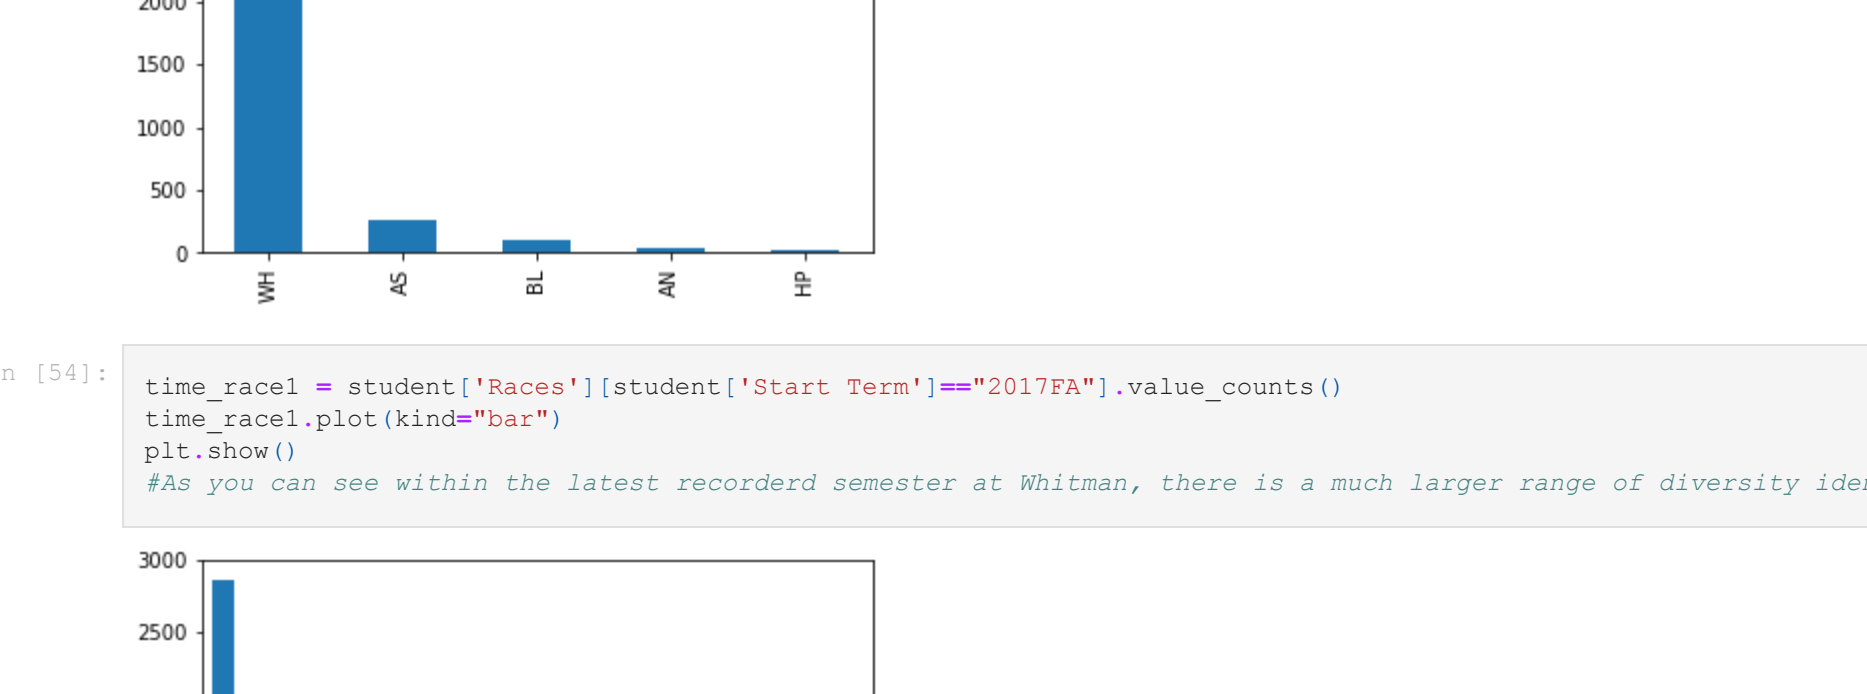 2000
1500
1000
500
0
WH AS BL AN HP
n [54]:
time_race1 = student['Races'][student['Start Term']=="2017FA"].value_counts()
time_race1.plot(kind="bar")
plt.show()
#As you can see within the latest recorderd semester at Whitman, there is a much larger range of diversity iden
3000
2500